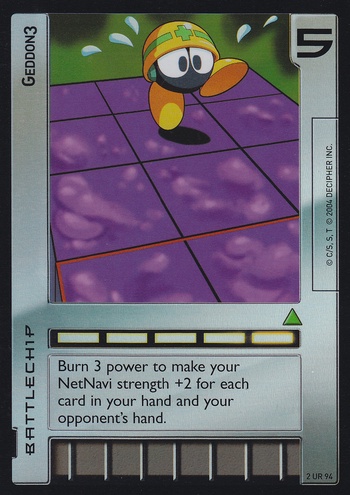 GEDDON3
5
© C/S, S, T © 2004 DECIPHER INC.
BATTLECHIP
Burn 3 power to make your
NetNavi strength +2 for each
card in your hand and your
opponent's hand.
2 UR 94